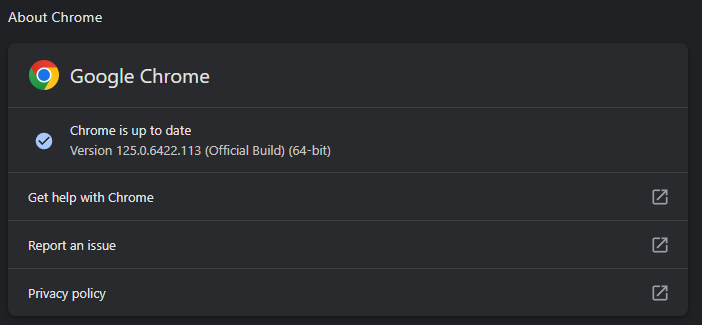 About Chrome
Google Chrome
Chrome is up to date
Version 125.0.6422.113 (Official Build) (64-bit)
Get help with Chrome
Report an issue
Privacy policy